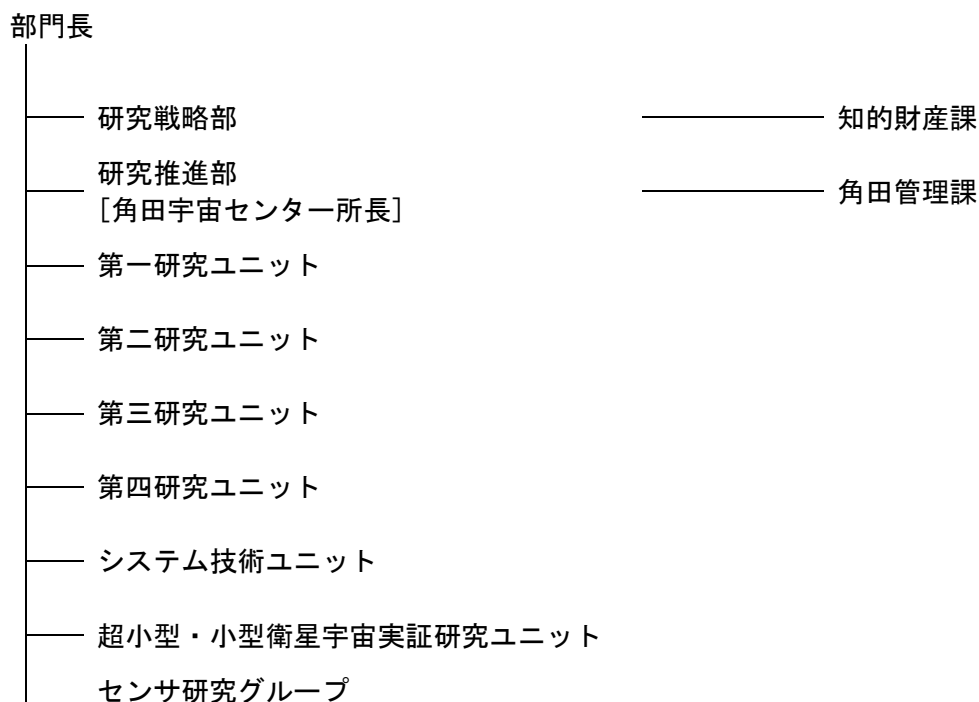 部門長
研究戦略部
知的財産課
研究推進部
[角田宇宙センター所長]
角田管理課
第一研究ユニット
第二研究ユニット
第三研究ユニット
第四研究ユニット
システム技術ユニット
超小型・小型衛星宇宙実証研究ユニット
センサ研究グループ